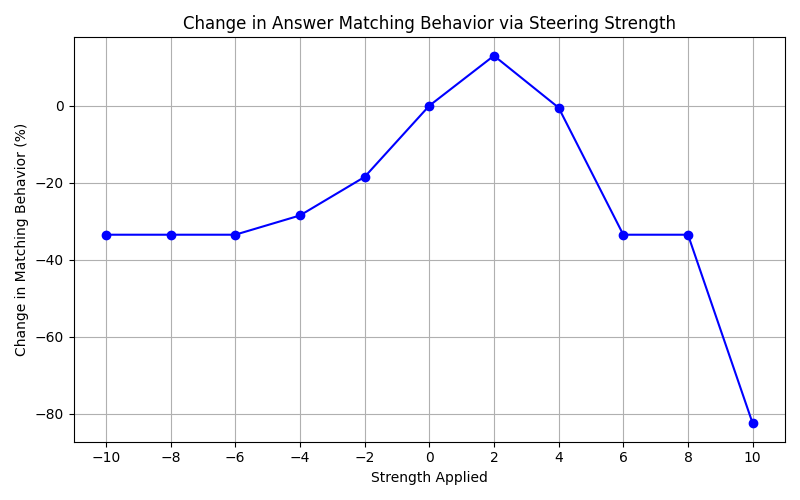 Change in Answer Matching Behavior via Steering Strength
Change in Matching Behavior (%)
0
−20
−40
−60
−80
−10 −8 −6 −4 −2 0 2 4 6 8 10
Strength Applied